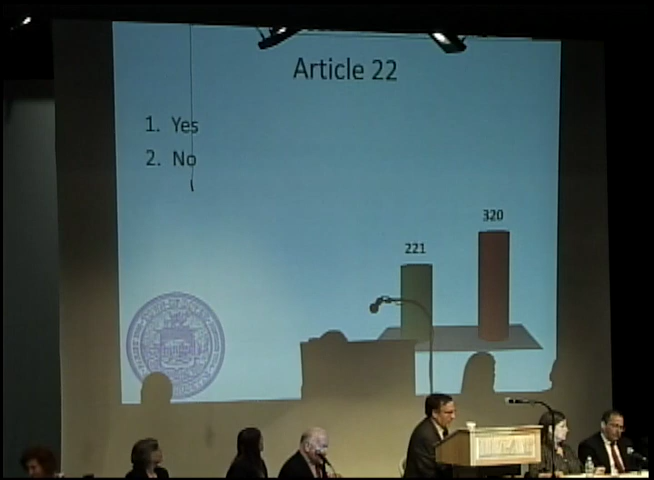 Article 22
1. Yes
2. No
320
221